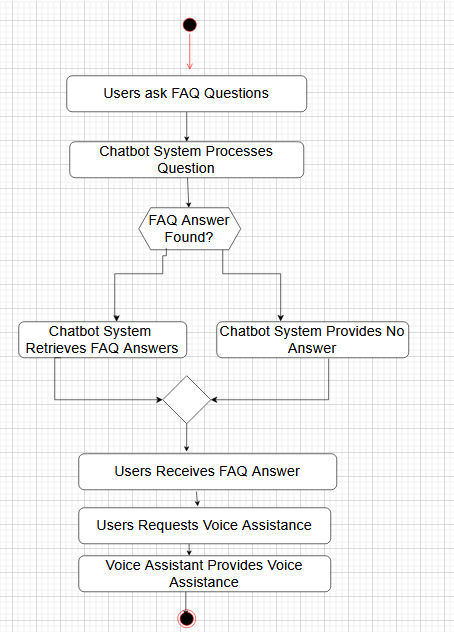 Users ask FAQ Questions
Chatbot System Processes
Question
FAQ Answer
Found?
Chatbot System
Retrieves FAQ Answers
Chatbot System Provides No
Answer
Users Receives FAQ Answer
Users Requests Voice Assistance
Voice Assistant Provides Voice
Assistance